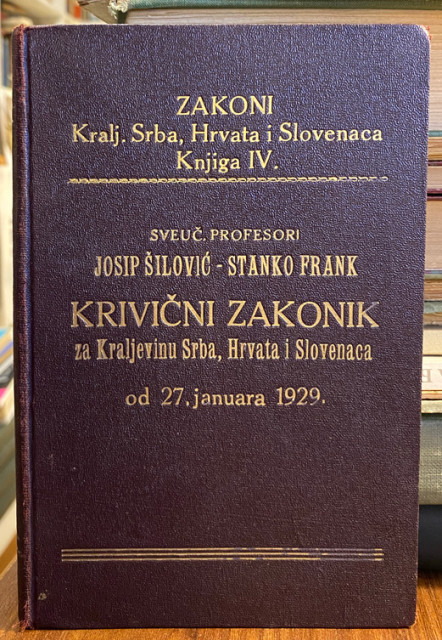 ZAKONI
Kralj. Srba, Hrvata i Slovenaca
Knjiga IV.
SVEUČ. PROFESORI
JOSIP ŠILOVIĆ - STANKO FRANK
KRIVIČNI ZAKONIK
za Kraljevinu Srba, Hrvata i Slovenaca
od 27. januara 1929.